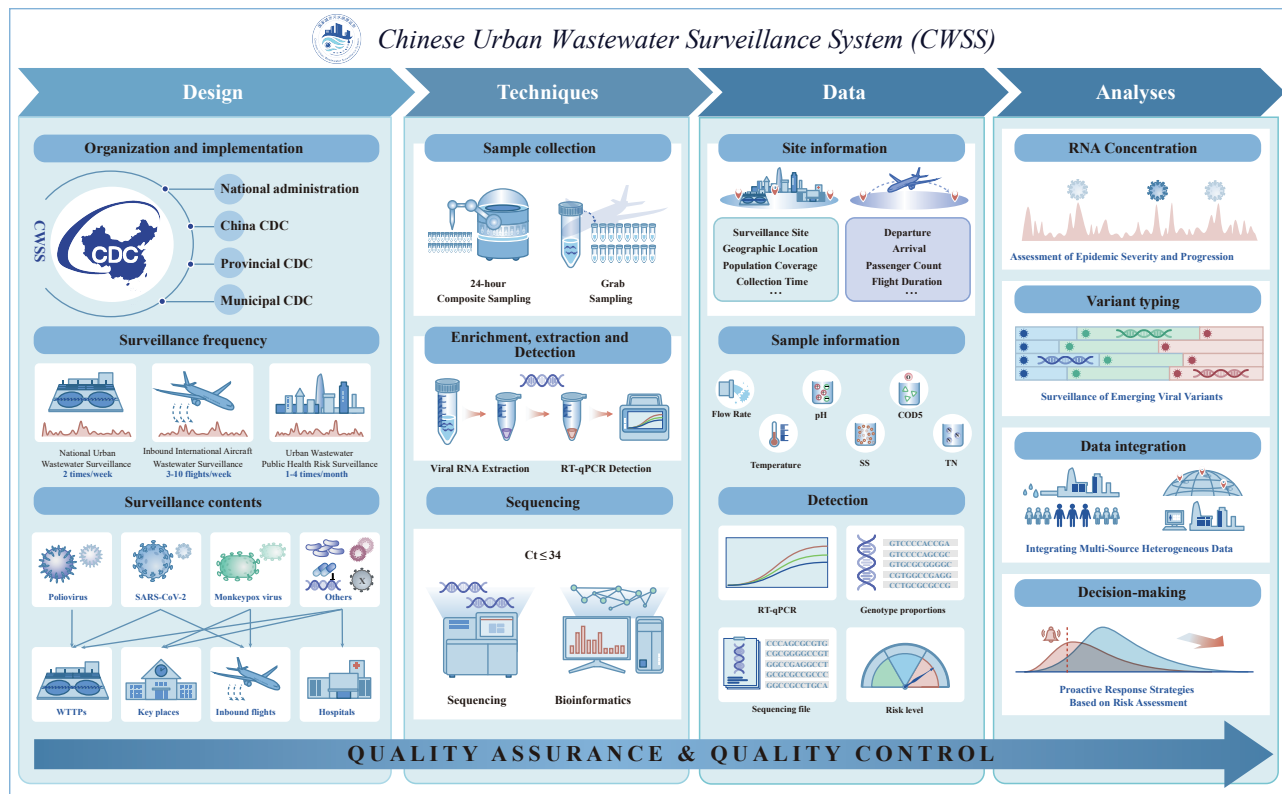 Chinese Urban Wastewater Surveillance System (CWSS)
Design
Organization and implementation
CWSS
CDC
National administration
China CDC
Provincial CDC
Municipal CDC
Surveillance frequency
National Urban
Wastewater Surveillance
2 times/week
Inbound International Aircraft
Wastewater Surveillance
3-10 flights/week
Urban Wastewater
Public Health Risk Surveillance
1-4 times/month
Surveillance contents
Poliovirus
SARS-CoV-2
Monkeypox virus
X
Others
WTTPs
Key places
Inbound flights
Hospitals
Techniques
Sample collection
24-hour
Composite Sampling
Grab
Sampling
Enrichment, extraction and
Detection
Viral RNA Extraction
RT-qPCR Detection
Sequencing
Ct ≤ 34
Sequencing
Bioinformatics
Data
Site information
Surveillance Site
Geographic Location
Population Coverage
Collection Time
...
Departure
Arrival
Passenger Count
Flight Duration
...
Sample information
Flow Rate
pH
COD5
Temperature
SS
TN
Detection
RT-qPCR
GTCCCCACCGA
GTCCCCAGCGC
GTGCGCGGGGC
CGTGGCCGAGG
CCTGCGCGCCG
Genotype proportions
CCCAGCGCGTG
CGCGGGGCCGT
GGCCGAGGCCT
GCGCGCCGCCC
GGCCGCCTGCA
Sequencing file
Risk level
Analyses
RNA Concentration
Assessment of Epidemic Severity and Progression
Variant typing
Surveillance of Emerging Viral Variants
Data integration
Integrating Multi-Source Heterogeneous Data
Decision-making
Proactive Response Strategies
Based on Risk Assessment
QUALITY ASSURANCE & QUALITY CONTROL